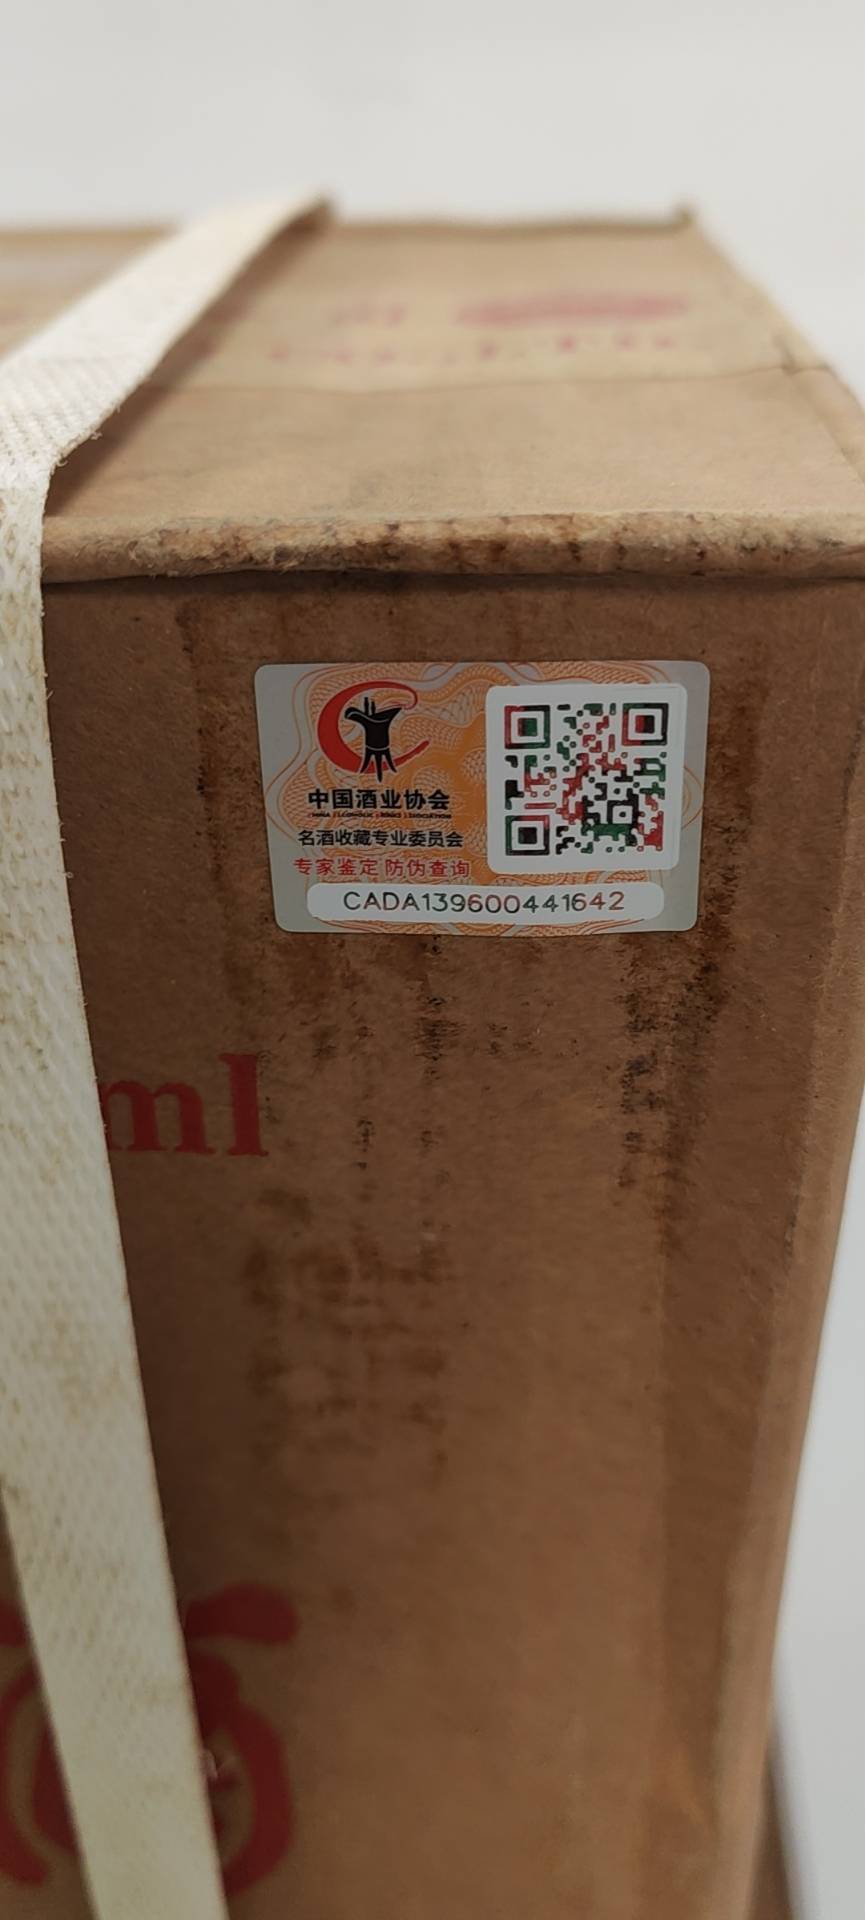 中国酒业协会
名酒收藏专业委员会
专家鉴定 防伪查询
CADA139600441642
ml
酒